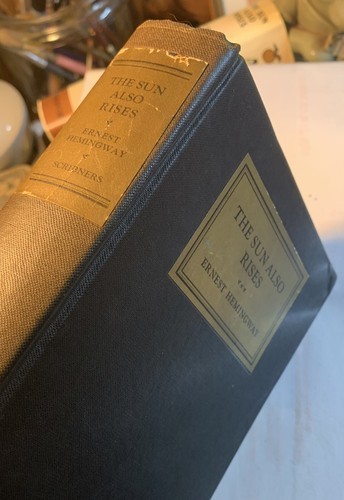 THE SUN
ALSO
RISES
ERNEST
HEMINGWAY
SCRIBNERS
THE SUN ALSO
RISES
ERNEST HEMINGWAY